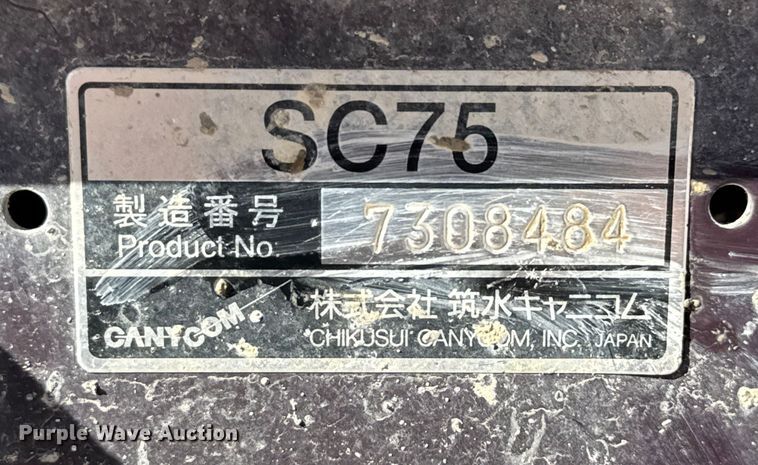 SC75
製造番号
Product No
7308484
CANYCOM
株式会社 筑水キャニコム
CHIKUSUI CANYCOM, INC. JAPAN
Purple Wave Auction